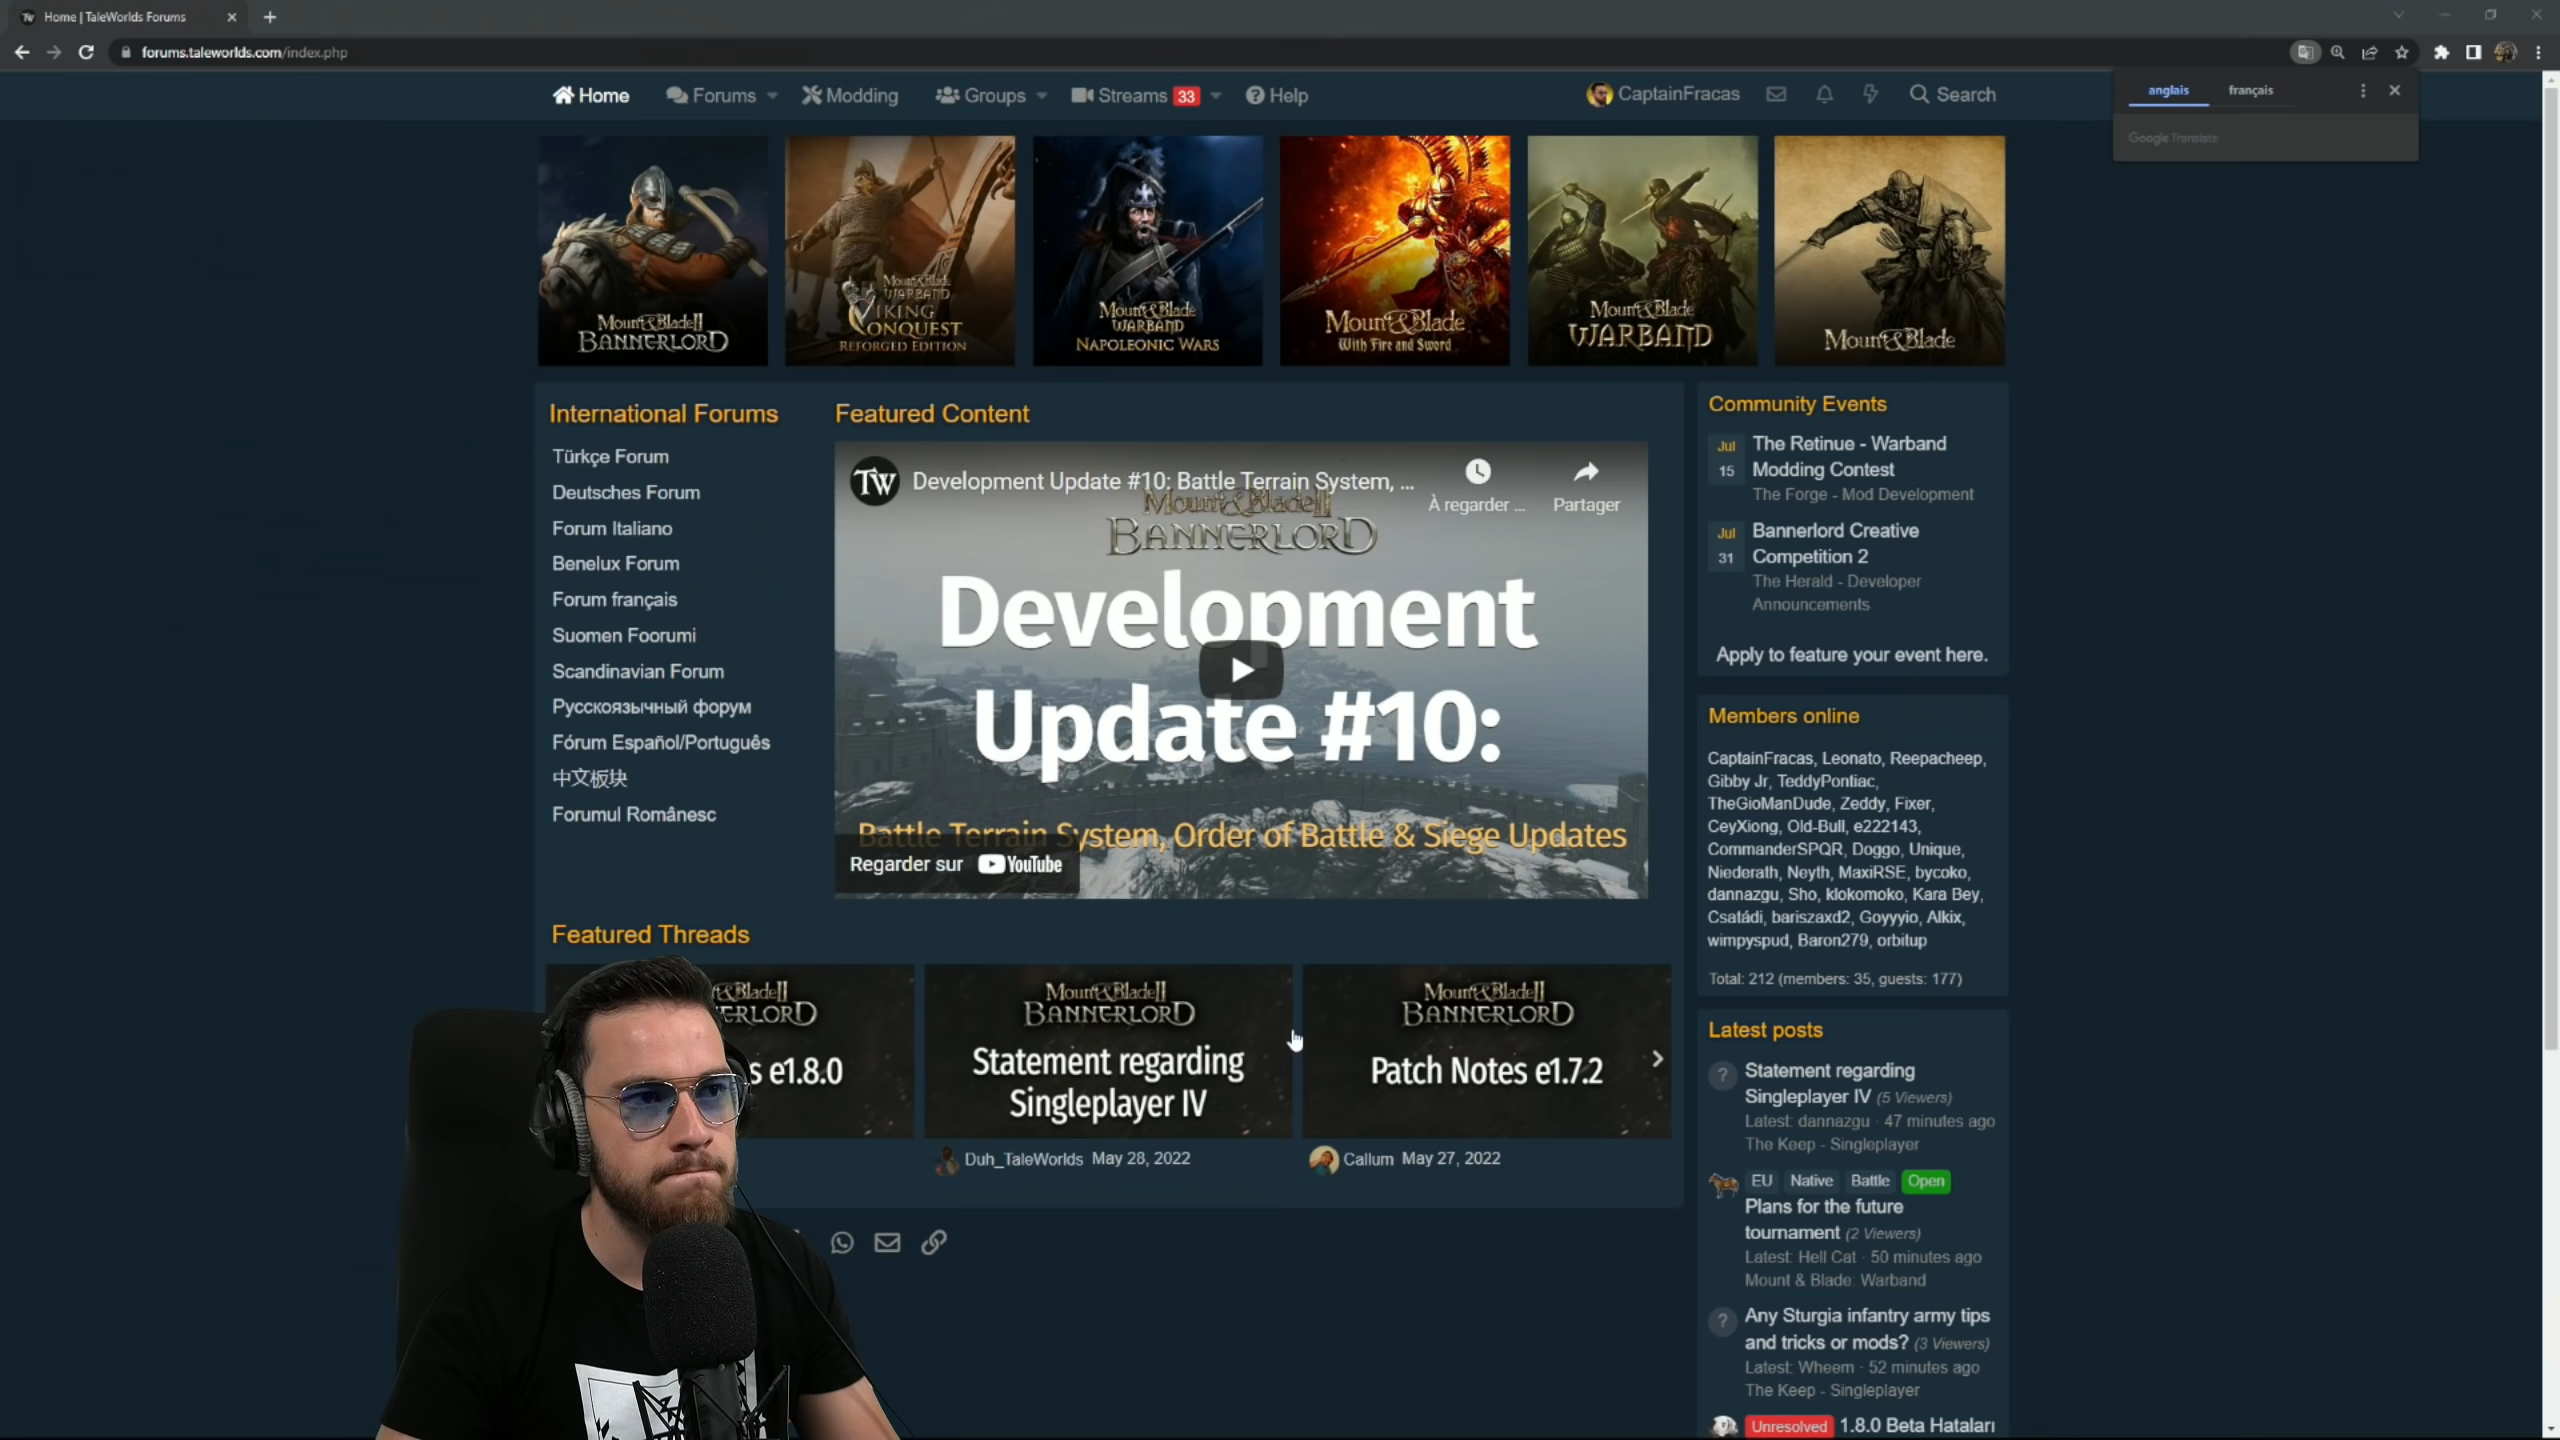 Home | TaleWorlds Forums
forums.taleworlds.com/index.php
Home
Forums
Modding
Groups
Streams 33
Help
CaptainFracas
Search
anglais
français
Google Translate
Mount & Blade II
BANNERLORD
Mount & Blade
WARBAND
VIKING
CONQUEST
REFORGED EDITION
Mount & Blade
WARBAND
NAPOLEONIC WARS
Mount & Blade
With Fire and Sword
Mount & Blade
WARBAND
Mount & Blade
International Forums
Türkçe Forum
Deutsches Forum
Forum Italiano
Benelux Forum
Forum français
Suomen Foorumi
Scandinavian Forum
Русскоязычный форум
Fórum Español/Português
中文板块
Forumul Românesc
Featured Content
TW
Development Update #10: Battle Terrain System, ...
À regarder ...
Partager
Mount & Blade II
BANNERLORD
Development
Update #10:
Battle Terrain System, Order of Battle & Siege Updates
Regarder sur YouTube
Featured Threads
& Blade II
ERLORD
s e1.8.0
Mount & Blade II
BANNERLORD
Statement regarding
Singleplayer IV
Duh_TaleWorlds May 28, 2022
Mount & Blade II
BANNERLORD
Patch Notes e1.7.2
Callum May 27, 2022
Community Events
Jul
15
The Retinue - Warband
Modding Contest
The Forge - Mod Development
Jul
31
Bannerlord Creative
Competition 2
The Herald - Developer
Announcements
Apply to feature your event here.
Members online
CaptainFracas, Leonato, Reepacheep,
Gibby Jr, TeddyPontiac,
TheGioManDude, Zeddy, Fixer,
CeyXiong, Old-Bull, e222143,
CommanderSPQR, Doggo, Unique,
Niederath, Neyth, MaxiRSE, bycoko,
dannazgu, Sho, klokomoko, Kara Bey,
Csatádi, bariszaxd2, Goyyyio, Alkix,
wimpyspud, Baron279, orbitup
Total: 212 (members: 35, guests: 177)
Latest posts
Statement regarding
Singleplayer IV (5 Viewers)
Latest: dannazgu · 47 minutes ago
The Keep - Singleplayer
EU Native Battle Open
Plans for the future
tournament (2 Viewers)
Latest: Hell Cat · 50 minutes ago
Mount & Blade: Warband
Any Sturgia infantry army tips
and tricks or mods? (3 Viewers)
Latest: Wheem · 52 minutes ago
The Keep - Singleplayer
Unresolved 1.8.0 Beta Hataları